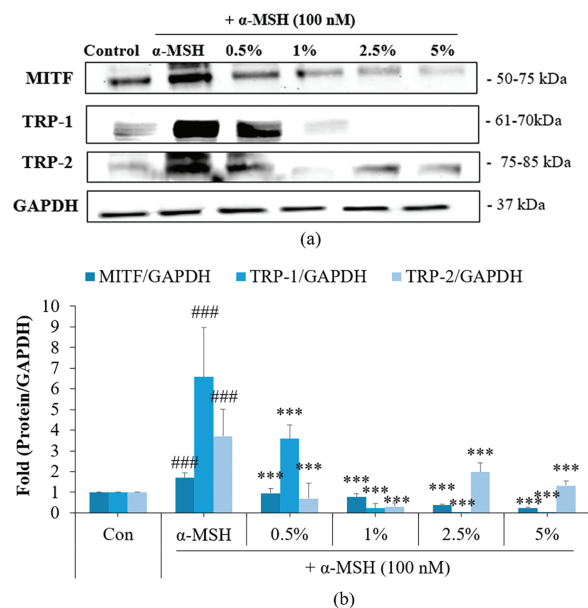 + α-MSH (100 nM)
Control α-MSH 0.5% 1% 2.5% 5%
MITF - 50-75 kDa
TRP-1 - 61-70kDa
TRP-2 - 75-85 kDa
GAPDH - 37 kDa
(a)
MITF/GAPDH TRP-1/GAPDH TRP-2/GAPDH
Fold (Protein/GAPDH)
10
9
8
7
6
5
4
3
2
1
0
### ### ###
*** *** ***
*** *** ***
*** *** ***
*** *** ***
Con α-MSH 0.5% 1% 2.5% 5%
+ α-MSH (100 nM)
(b)